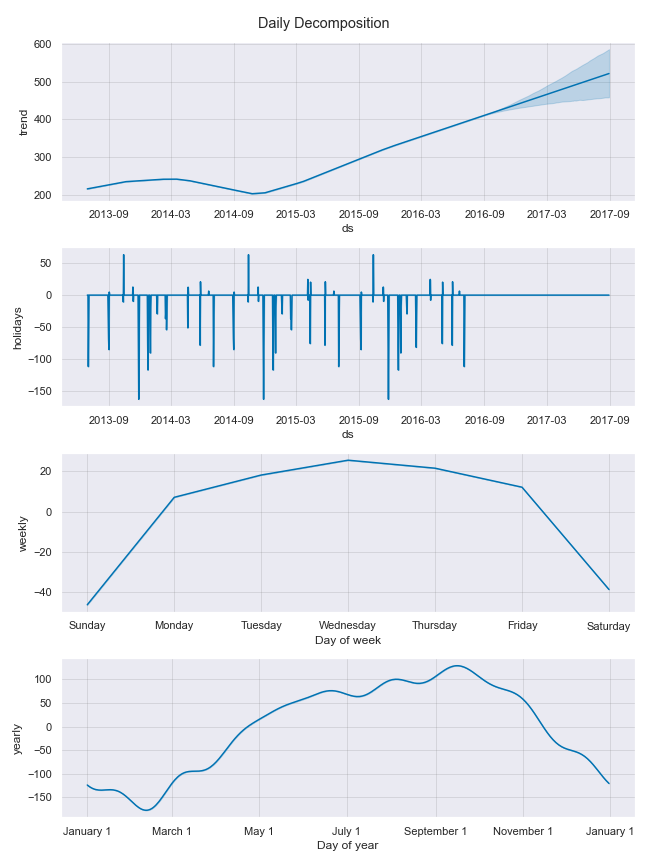 Daily Decomposition
600
500
400
300
200
trend
2013-09 2014-03 2014-09 2015-03 2015-09 2016-03 2016-09 2017-03 2017-09
ds
50
0
−50
−100
−150
holidays
2013-09 2014-03 2014-09 2015-03 2015-09 2016-03 2016-09 2017-03 2017-09
ds
20
0
−20
−40
weekly
Sunday Monday Tuesday Wednesday Thursday Friday Saturday
Day of week
100
50
0
−50
−100
−150
yearly
January 1 March 1 May 1 July 1 September 1 November 1 January 1
Day of year